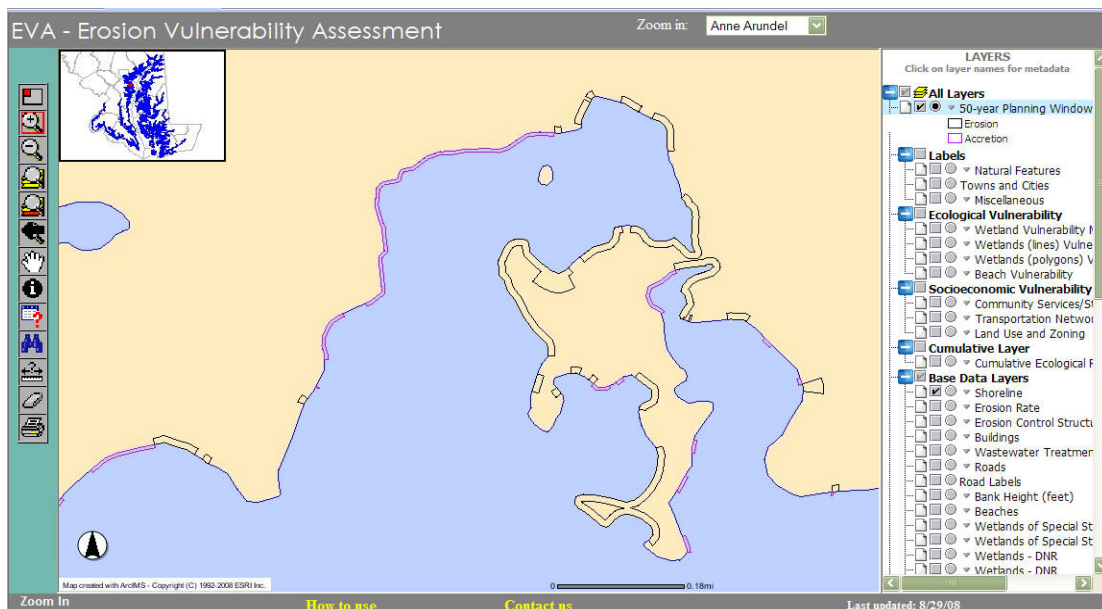 EVA - Erosion Vulnerability Assessment
Zoom in:
Anne Arundel
LAYERS
Click on layer names for metadata
All Layers
50-year Planning Window
Erosion
Accretion
Labels
Natural Features
Towns and Cities
Miscellaneous
Ecological Vulnerability
Wetland Vulnerability
Wetlands (lines) Vulne
Wetlands (polygons) V
Beach Vulnerability
Socioeconomic Vulnerability
Community Services/St
Transportation Networ
Land Use and Zoning
Cumulative Layer
Cumulative Ecological
Base Data Layers
Shoreline
Erosion Rate
Erosion Control Structu
Buildings
Wastewater Treatmen
Roads
Road Labels
Bank Height (feet)
Beaches
Wetlands of Special St
Wetlands of Special St
Wetlands - DNR
Wetlands - DNR
Map created with ArcIMS - Copyright (C) 1992-2008 ESRI Inc.
0 0.18mi
Zoom In
How to use
Contact us
Last updated: 8/29/08